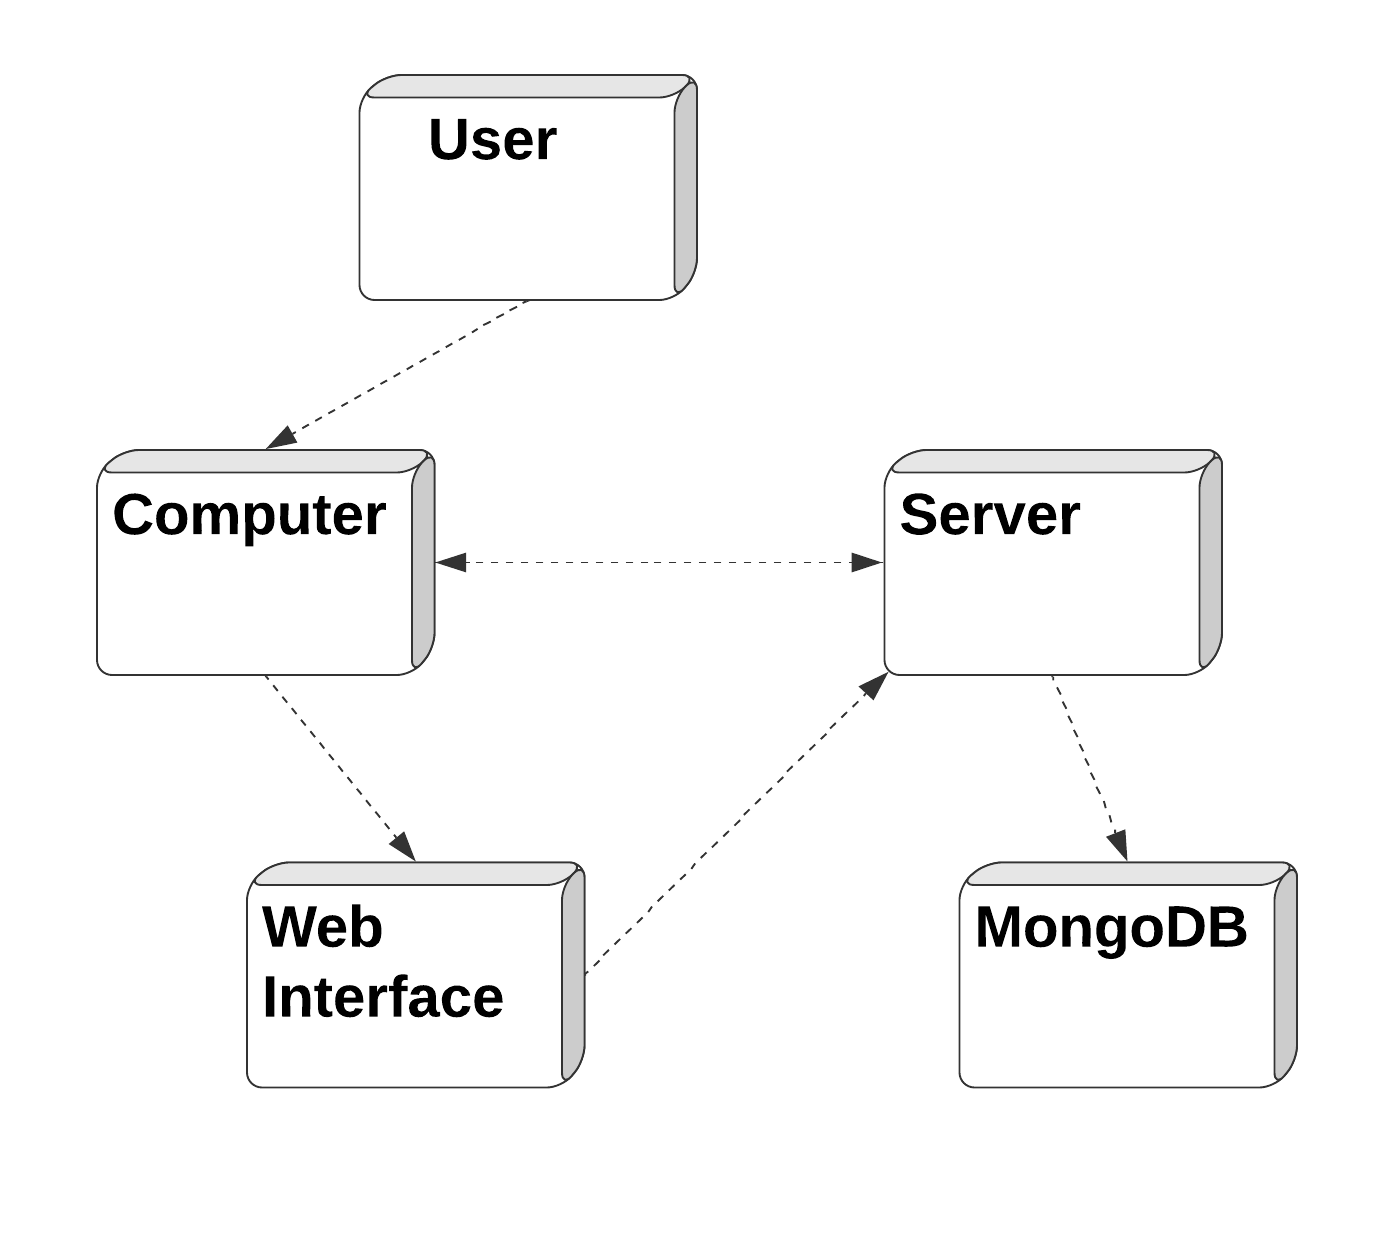 User
Computer
Server
Web
Interface
MongoDB